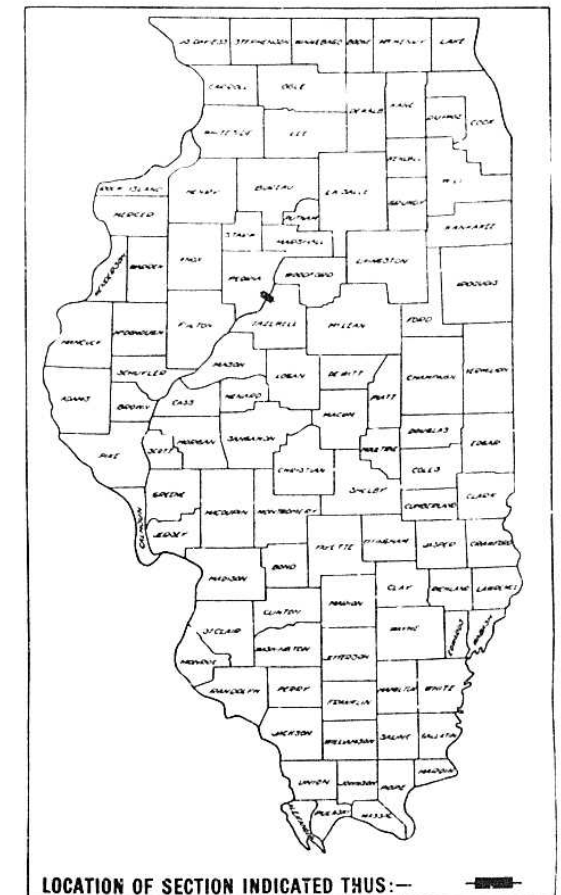 JO DAVIESS STEPHENSON WINNEBAGO BOONE McHENRY LAKE
CARROLL OGLE DEKALB KANE DUPAGE COOK
WHITESIDE LEE KENDALL WILL
ROCK ISLAND HENRY BUREAU LA SALLE GRUNDY
MERCER PUTNAM KANKAKEE
HENDERSON WARREN KNOX STARK MARSHALL LIVINGSTON
PEORIA WOODFORD IROQUOIS
HANCOCK McDONOUGH FULTON TAZEWELL McLEAN FORD
SCHUYLER MASON LOGAN DE WITT CHAMPAIGN VERMILION
ADAMS BROWN CASS MENARD MACON PIATT
PIKE SCOTT MORGAN SANGAMON MOULTRIE DOUGLAS EDGAR
CHRISTIAN COLES
CALHOUN GREENE MACOUPIN MONTGOMERY SHELBY CUMBERLAND CLARK
JERSEY FAYETTE EFFINGHAM JASPER CRAWFORD
MADISON BOND CLAY RICHLAND LAWRENCE
CLINTON MARION
ST CLAIR WASHINGTON JEFFERSON WAYNE EDWARDS WABASH
MONROE RANDOLPH PERRY FRANKLIN HAMILTON WHITE
JACKSON WILLIAMSON SALINE GALLATIN
UNION JOHNSON POPE HARDIN
ALEXANDER PULASKI MASSAC
LOCATION OF SECTION INDICATED THUS:—